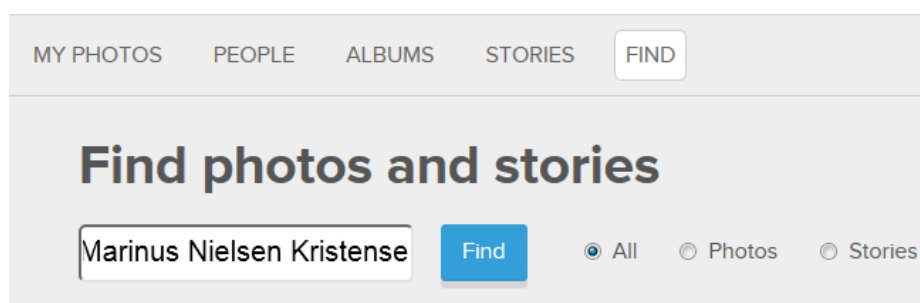 MY PHOTOS PEOPLE ALBUMS STORIES FIND
Find photos and stories
Marinus Nielsen Kristense Find All Photos Stories